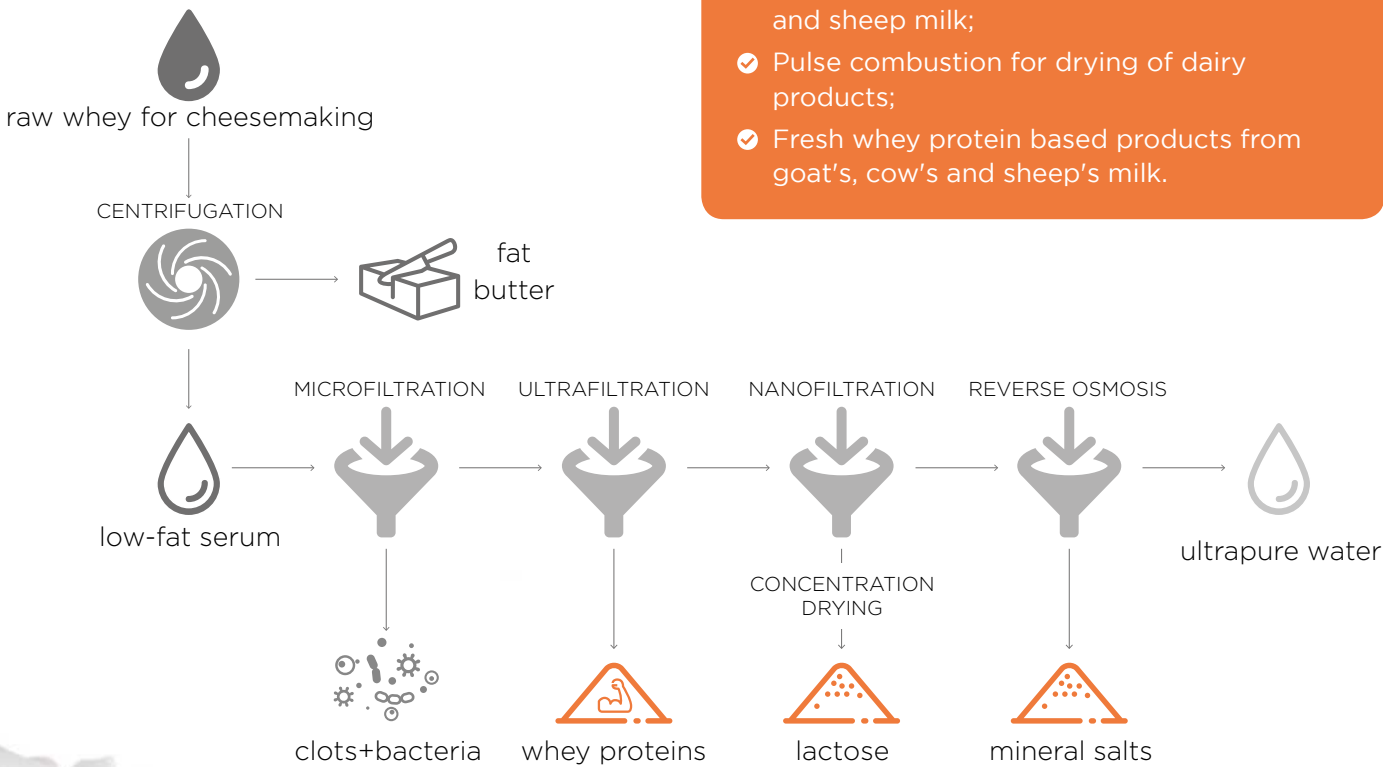 and sheep milk;
Pulse combustion for drying of dairy
products;
Fresh whey protein based products from
goat's, cow's and sheep's milk.
raw whey for cheesemaking
CENTRIFUGATION
fat
butter
MICROFILTRATION
ULTRAFILTRATION
NANOFILTRATION
REVERSE OSMOSIS
low-fat serum
ultrapure water
CONCENTRATION
DRYING
clots+bacteria
whey proteins
lactose
mineral salts